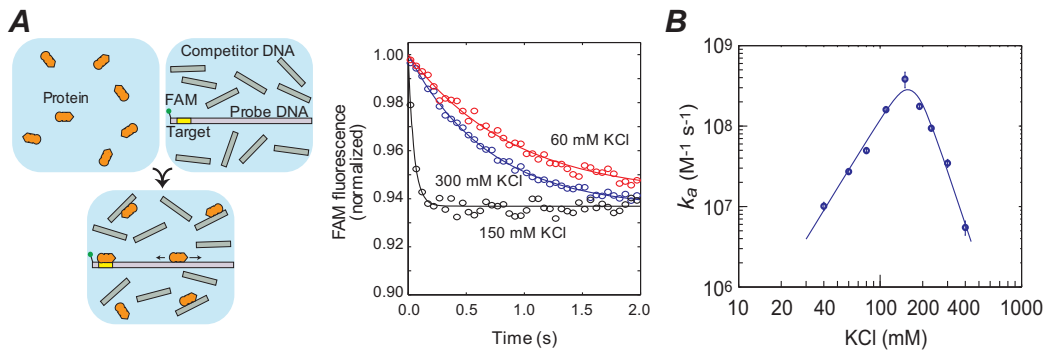 A
Protein
Competitor DNA
FAM
Probe DNA
Target
FAM fluorescence
(normalized)
1.00
0.98
0.96
0.94
0.92
0.90
60 mM KCl
300 mM KCl
150 mM KCl
0.0
0.5
1.0
1.5
2.0
Time (s)
B
kₐ (M⁻¹ s⁻¹)
10⁹
10⁸
10⁷
10⁶
10 20 40 100 200 400 1000
KCl (mM)